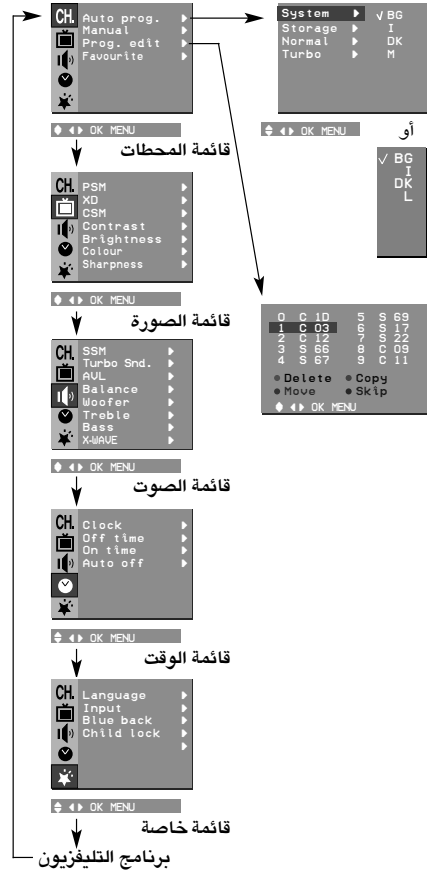 CH.
Auto prog.
Manual
Prog. edit
Favourite
OK MENU
قائمة المحطات
System
Storage
Normal
Turbo
√ BG
I
DK
M
OK MENU
أو
√ BG
I
DK
L
CH.
PSM
XD
CSM
Contrast
Brightness
Colour
Sharpness
OK MENU
قائمة الصورة
0 C 1D 5 S 69
1 C 03 6 S 17
2 C 12 7 S 22
3 S 66 8 C 09
4 S 67 9 C 11
Delete Copy
Move Skip
OK MENU
CH.
SSM
Turbo Snd.
AVL
Balance
Woofer
Treble
Bass
X-WAVE
OK MENU
قائمة الصوت
CH.
Clock
Off time
On time
Auto off
OK MENU
قائمة الوقت
CH.
Language
Input
Blue back
Child lock
OK MENU
قائمة خاصة
برنامج التليفزيون